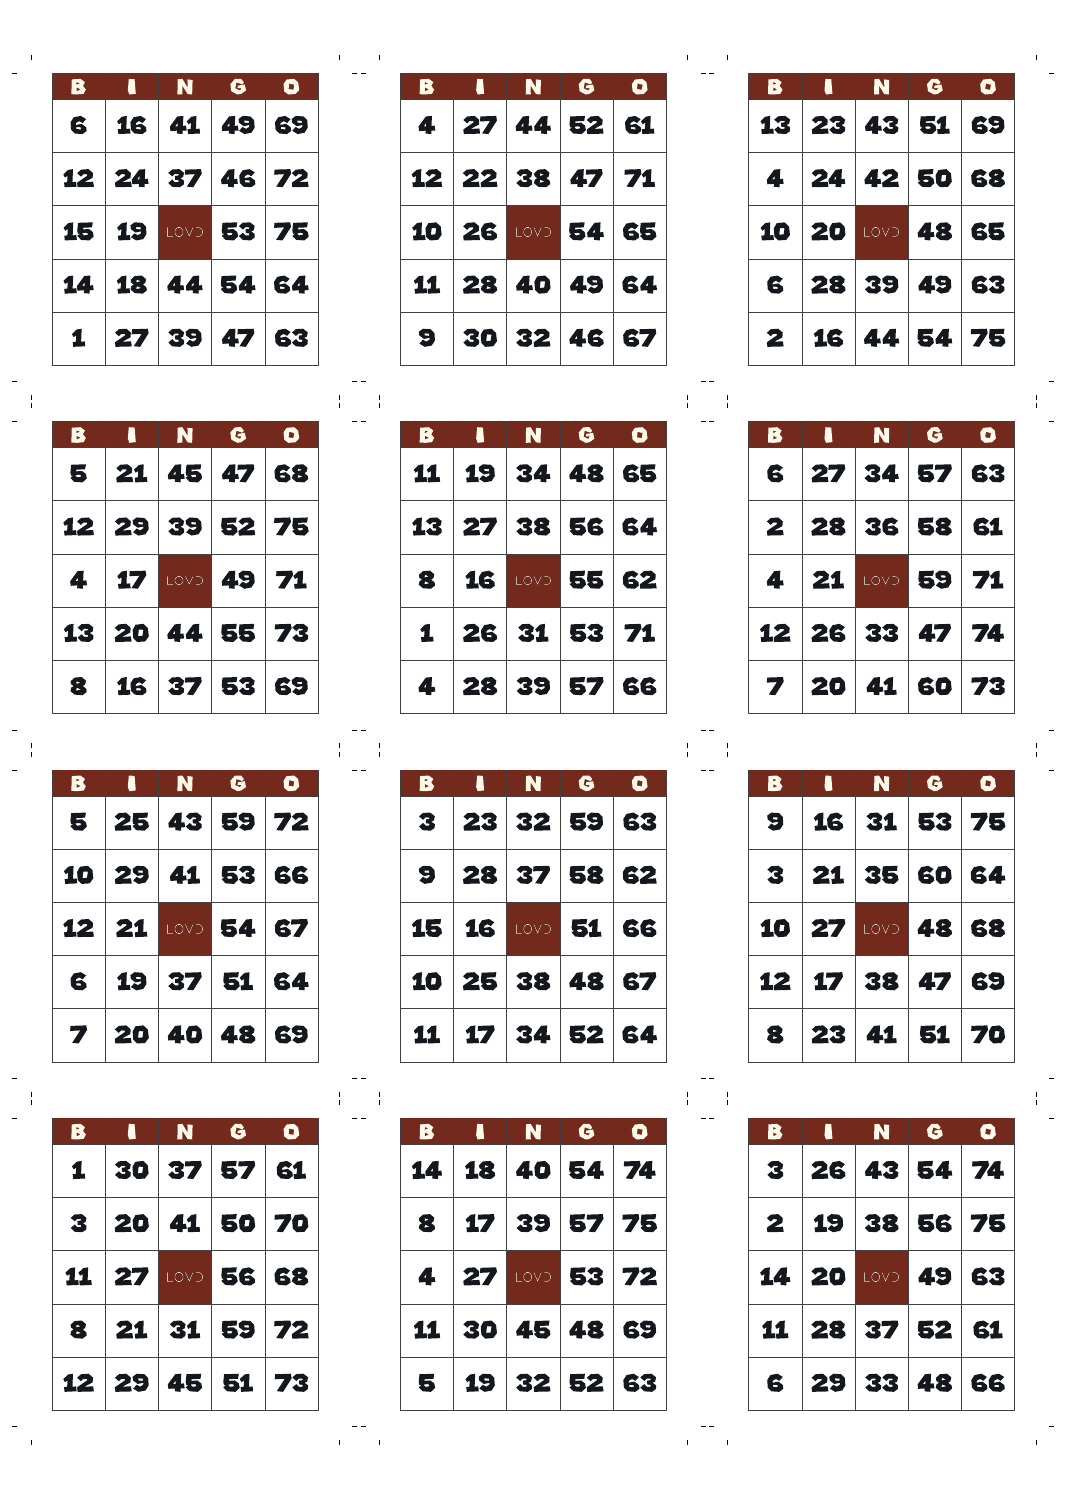 B I N G O
6 16 41 49 69
12 24 37 46 72
15 19 LOVD 53 75
14 18 44 54 64
1 27 39 47 63
B I N G O
4 27 44 52 61
12 22 38 47 71
10 26 LOVD 54 65
11 28 40 49 64
9 30 32 46 67
B I N G O
13 23 43 51 69
4 24 42 50 68
10 20 LOVD 48 65
6 28 39 49 63
2 16 44 54 75
B I N G O
5 21 45 47 68
12 29 39 52 75
4 17 LOVD 49 71
13 20 44 55 73
8 16 37 53 69
B I N G O
11 19 34 48 65
13 27 38 56 64
8 16 LOVD 55 62
1 26 31 53 71
4 28 39 57 66
B I N G O
6 27 34 57 63
2 28 36 58 61
4 21 LOVD 59 71
12 26 33 47 74
7 20 41 60 73
B I N G O
5 25 43 59 72
10 29 41 53 66
12 21 LOVD 54 67
6 19 37 51 64
7 20 40 48 69
B I N G O
3 23 32 59 63
9 28 37 58 62
15 16 LOVD 51 66
10 25 38 48 67
11 17 34 52 64
B I N G O
9 16 31 53 75
3 21 35 60 64
10 27 LOVD 48 68
12 17 38 47 69
8 23 41 51 70
B I N G O
1 30 37 57 61
3 20 41 50 70
11 27 LOVD 56 68
8 21 31 59 72
12 29 45 51 73
B I N G O
14 18 40 54 74
8 17 39 57 75
4 27 LOVD 53 72
11 30 45 48 69
5 19 32 52 63
B I N G O
3 26 43 54 74
2 19 38 56 75
14 20 LOVD 49 63
11 28 37 52 61
6 29 33 48 66